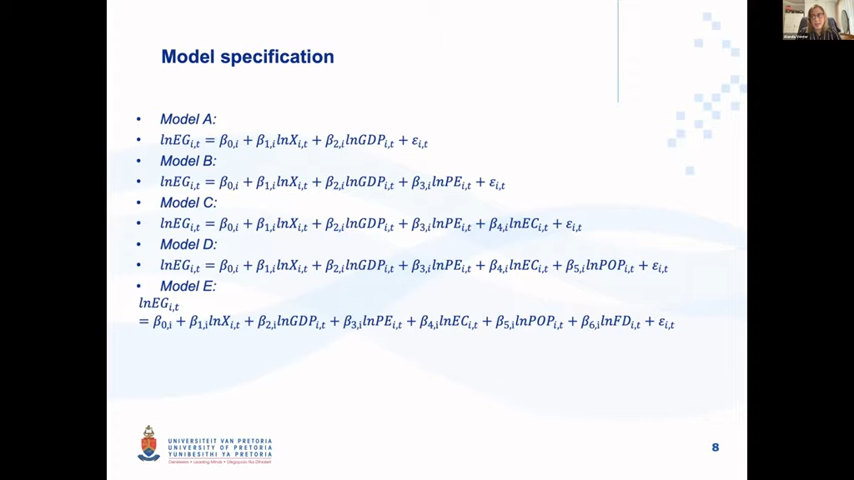 Model specification
• Model A:
• lnEG_{i,t} = β_{0,i} + β_{1,i}lnX_{i,t} + β_{2,i}lnGDP_{i,t} + ε_{i,t}
• Model B:
• lnEG_{i,t} = β_{0,i} + β_{1,i}lnX_{i,t} + β_{2,i}lnGDP_{i,t} + β_{3,i}lnPE_{i,t} + ε_{i,t}
• Model C:
• lnEG_{i,t} = β_{0,i} + β_{1,i}lnX_{i,t} + β_{2,i}lnGDP_{i,t} + β_{3,i}lnPE_{i,t} + β_{4,i}lnEC_{i,t} + ε_{i,t}
• Model D:
• lnEG_{i,t} = β_{0,i} + β_{1,i}lnX_{i,t} + β_{2,i}lnGDP_{i,t} + β_{3,i}lnPE_{i,t} + β_{4,i}lnEC_{i,t} + β_{5,i}lnPOP_{i,t} + ε_{i,t}
• Model E:
lnEG_{i,t}
= β_{0,i} + β_{1,i}lnX_{i,t} + β_{2,i}lnGDP_{i,t} + β_{3,i}lnPE_{i,t} + β_{4,i}lnEC_{i,t} + β_{5,i}lnPOP_{i,t} + β_{6,i}lnFD_{i,t} + ε_{i,t}
UNIVERSITEIT VAN PRETORIA
UNIVERSITY OF PRETORIA
YUNIBESITHI YA PRETORIA
8